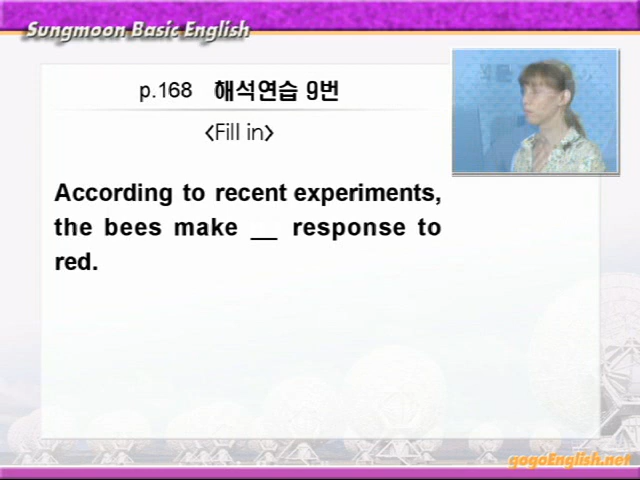 Sungmoon Basic English
p.168 해석연습 9번
<Fill in>
According to recent experiments,
the bees make __ response to
red.
gogoEnglish.net